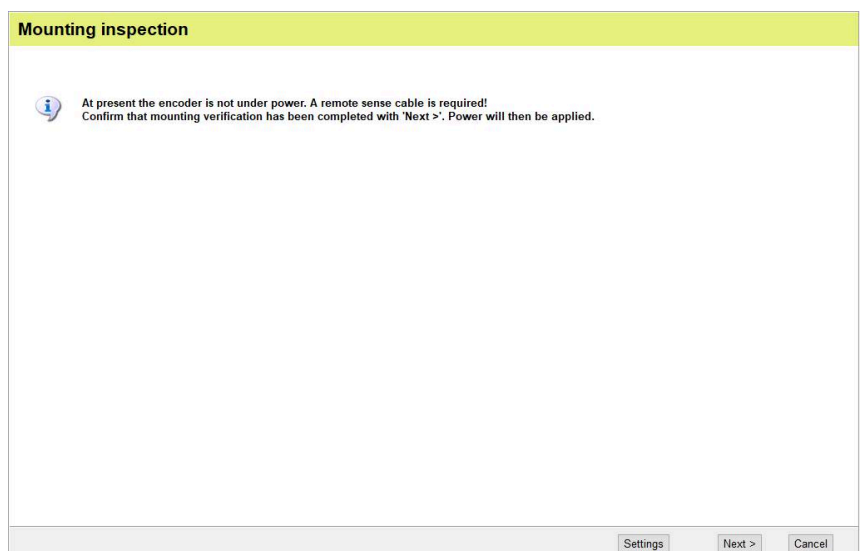 Mounting inspection
At present the encoder is not under power. A remote sense cable is required!
Confirm that mounting verification has been completed with 'Next >'. Power will then be applied.
Settings
Next >
Cancel